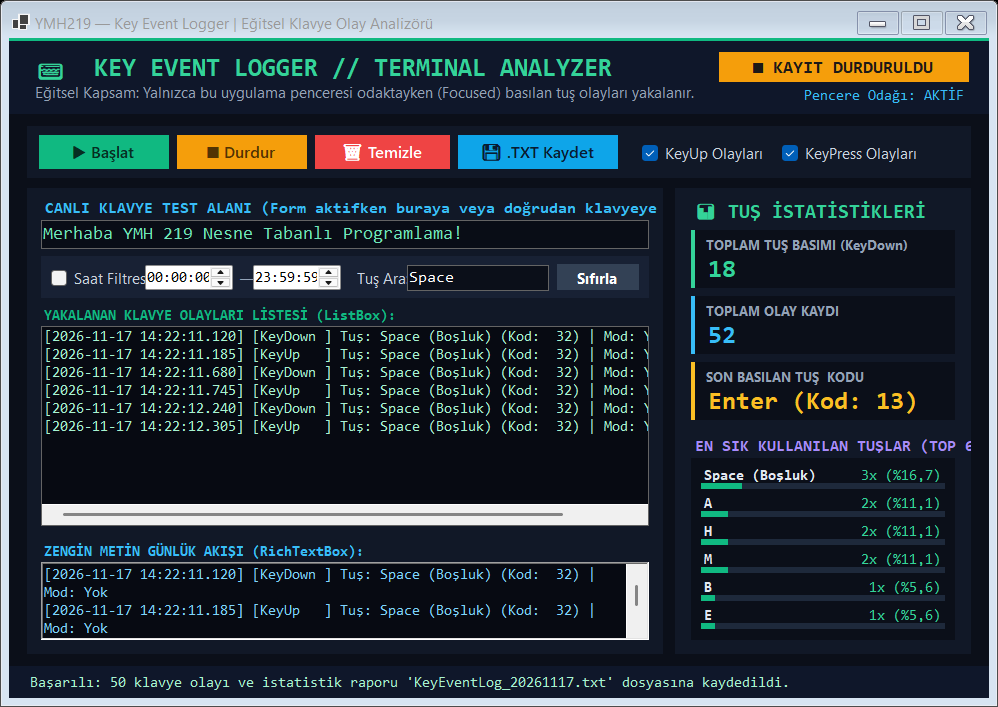 YMH219 — Key Event Logger | Eğitsel Klavye Olay Analizörü
KEY EVENT LOGGER // TERMINAL ANALYZER
■ KAYIT DURDURULDU
Eğitsel Kapsam: Yalnızca bu uygulama penceresi odaktayken (Focused) basılan tuş olayları yakalanır.
Pencere Odağı: AKTİF
▶ Başlat
■ Durdur
Temizle
.TXT Kaydet
KeyUp Olayları
KeyPress Olayları
CANLI KLAVYE TEST ALANI (Form aktifken buraya veya doğrudan klavyeye
Merhaba YMH 219 Nesne Tabanlı Programlama!
Saat Filtres
00:00:00
—
23:59:59
Tuş Ara
Space
Sıfırla
YAKALANAN KLAVYE OLAYLARI LİSTESİ (ListBox):
[2026-11-17 14:22:11.120] [KeyDown ] Tuş: Space (Boşluk) (Kod:  32) | Mod: Y
[2026-11-17 14:22:11.185] [KeyUp   ] Tuş: Space (Boşluk) (Kod:  32) | Mod: Y
[2026-11-17 14:22:11.680] [KeyDown ] Tuş: Space (Boşluk) (Kod:  32) | Mod: Y
[2026-11-17 14:22:11.745] [KeyUp   ] Tuş: Space (Boşluk) (Kod:  32) | Mod: Y
[2026-11-17 14:22:12.240] [KeyDown ] Tuş: Space (Boşluk) (Kod:  32) | Mod: Y
[2026-11-17 14:22:12.305] [KeyUp   ] Tuş: Space (Boşluk) (Kod:  32) | Mod: Y
ZENGİN METİN GÜNLÜK AKIŞI (RichTextBox):
[2026-11-17 14:22:11.120] [KeyDown ] Tuş: Space (Boşluk) (Kod:  32) |
Mod: Yok
[2026-11-17 14:22:11.185] [KeyUp   ] Tuş: Space (Boşluk) (Kod:  32) |
Mod: Yok
TUŞ İSTATİSTİKLERİ
TOPLAM TUŞ BASIMI (KeyDown)
18
TOPLAM OLAY KAYDI
52
SON BASILAN TUŞ  KODU
Enter (Kod: 13)
EN SIK KULLANILAN TUŞLAR (TOP 6
Space (Boşluk) 3x (%16,7)
A 2x (%11,1)
H 2x (%11,1)
M 2x (%11,1)
B 1x (%5,6)
E 1x (%5,6)
Başarılı: 50 klavye olayı ve istatistik raporu 'KeyEventLog_20261117.txt' dosyasına kaydedildi.